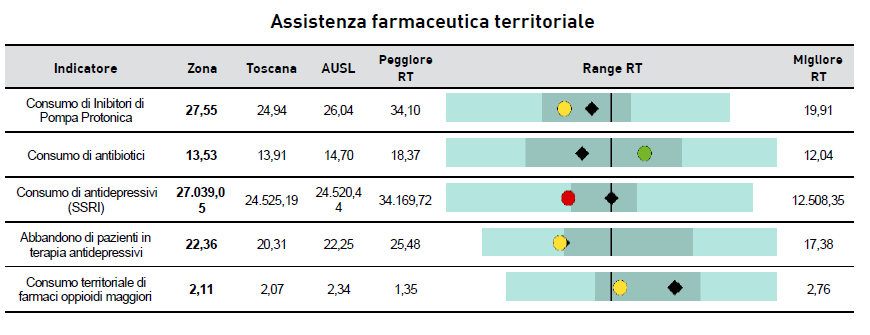 Assistenza farmaceutica territoriale
Indicatore Zona Toscana AUSL Peggiore RT Range RT Migliore RT
Consumo di Inibitori di
Pompa Protonica 27,55 24,94 26,04 34,10 19,91
Consumo di antibiotici 13,53 13,91 14,70 18,37 12,04
Consumo di antidepressivi
(SSRI) 27.039,05 24.525,19 24.520,44 34.169,72 12.508,35
Abbandono di pazienti in
terapia antidepressivi 22,36 20,31 22,25 25,48 17,38
Consumo territoriale di
farmaci oppioidi maggiori 2,11 2,07 2,34 1,35 2,76